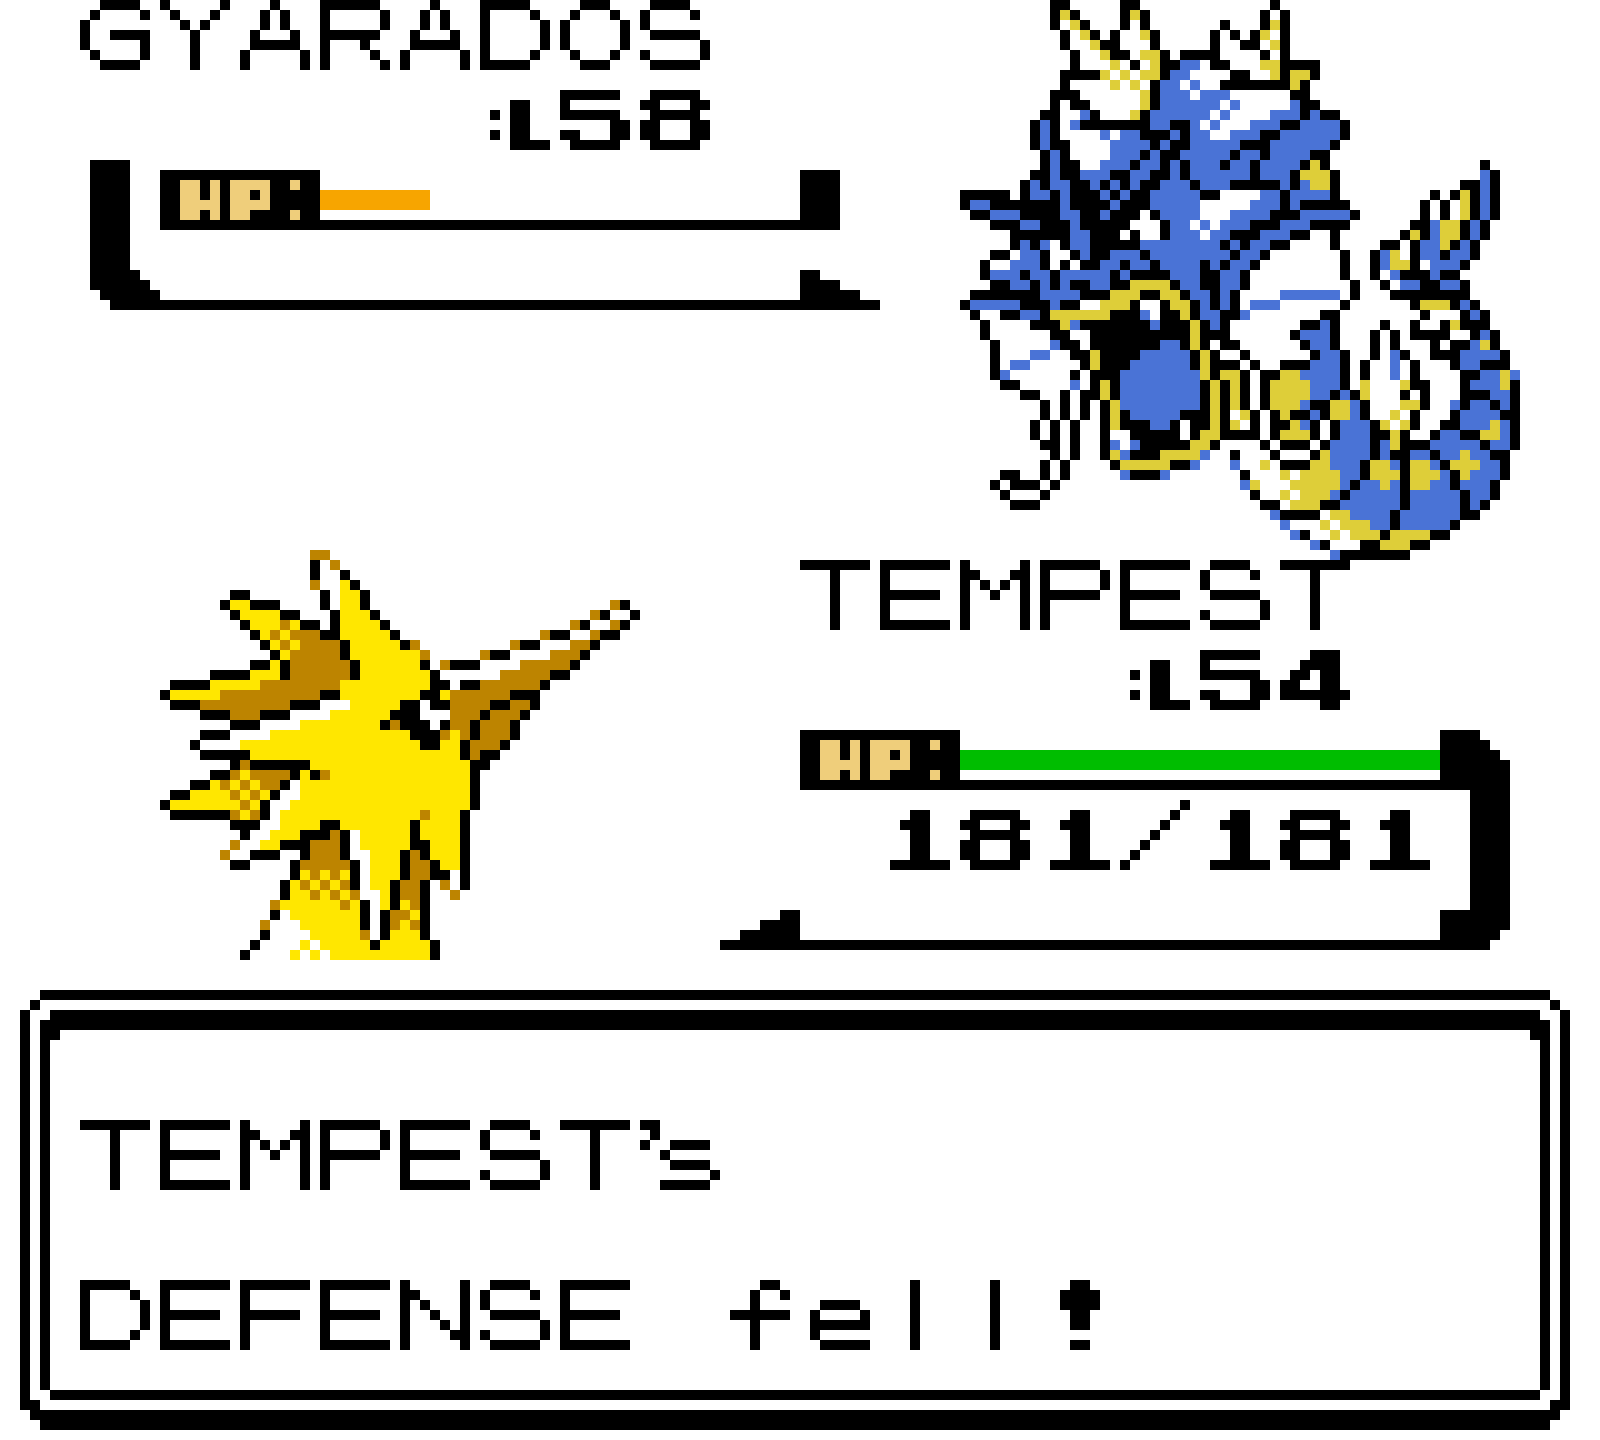 GYARADOS
:L58
HP:
TEMPEST
:L54
HP:
181/181
TEMPEST's
DEFENSE fell!